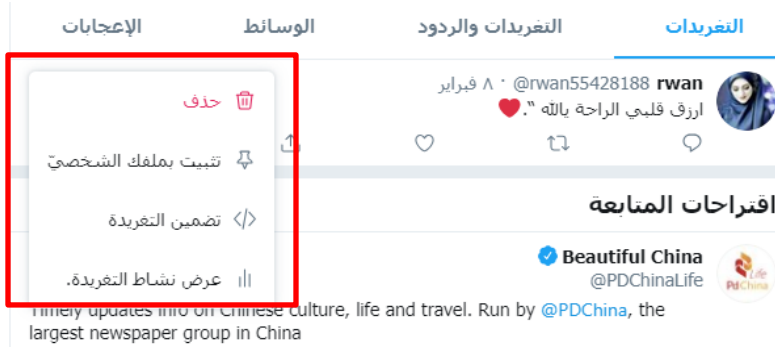 التغريدات التغريدات والردود الوسائط الإعجابات
rwan @rwan55428188 · ٨ فبراير
ارزق قلبي الراحة يالله “.❤️
حذف
تثبيت بملفك الشخصيّ
تضمين التغريدة
عرض نشاط التغريدة.
اقتراحات المتابعة
Beautiful China
@PDChinaLife
Timely updates info on Chinese culture, life and travel. Run by @PDChina, the
largest newspaper group in China
Life
PdChina